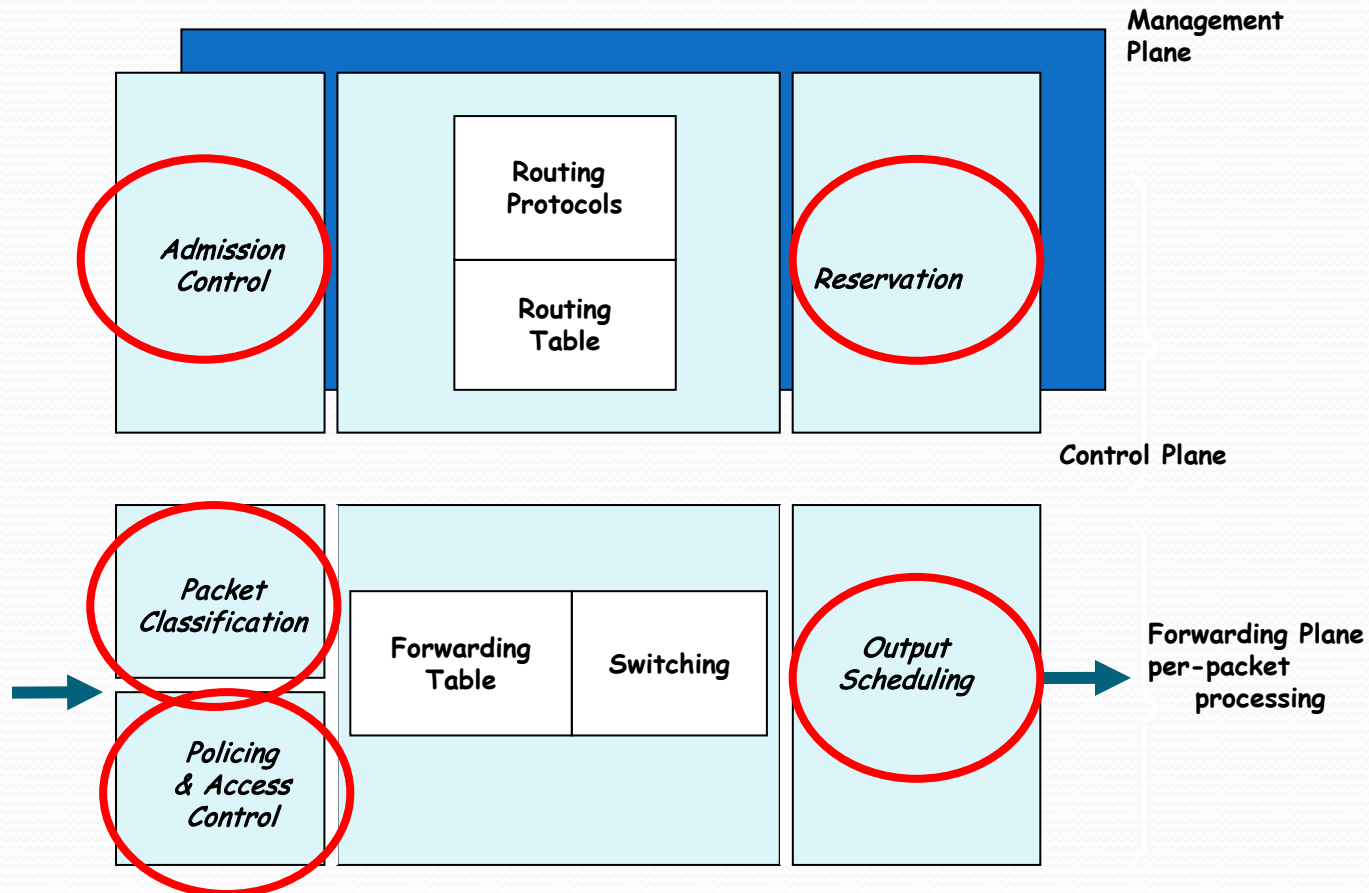 Management
Plane
Routing
Protocols
Admission
Control
Reservation
Routing
Table
Control Plane
Packet
Classification
Forwarding
Table
Switching
Output
Scheduling
Forwarding Plane
per-packet
processing
Policing
& Access
Control